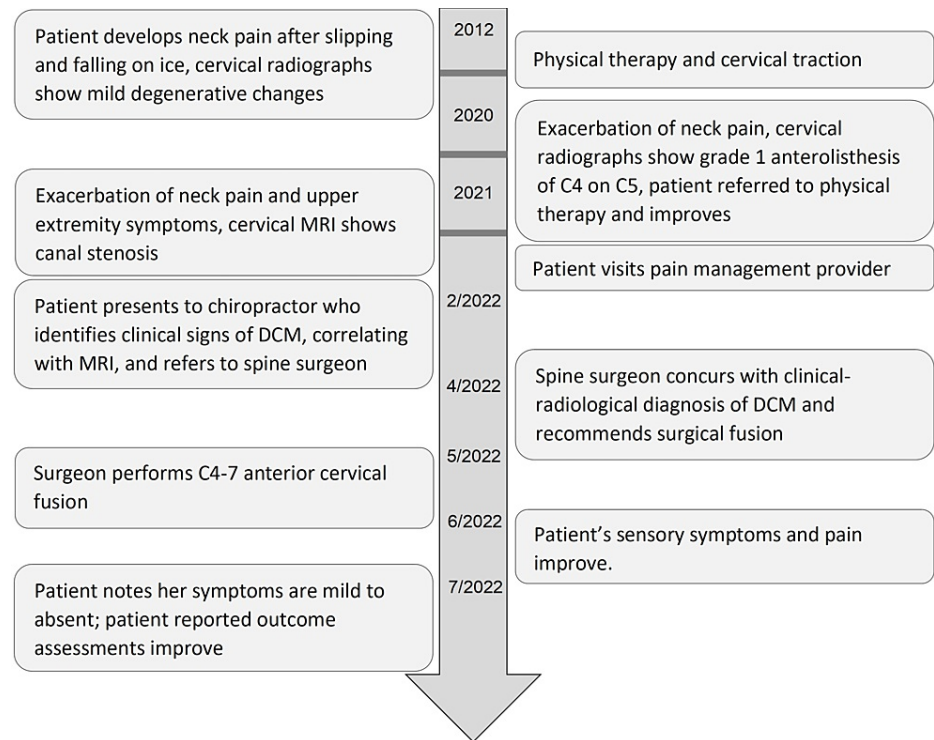 2012
Patient develops neck pain after slipping
and falling on ice, cervical radiographs
show mild degenerative changes
Physical therapy and cervical traction
2020
Exacerbation of neck pain, cervical
radiographs show grade 1 anterolisthesis
of C4 on C5, patient referred to physical
therapy and improves
2021
Exacerbation of neck pain and upper
extremity symptoms, cervical MRI shows
canal stenosis
Patient visits pain management provider
2/2022
Patient presents to chiropractor who
identifies clinical signs of DCM, correlating
with MRI, and refers to spine surgeon
4/2022
Spine surgeon concurs with clinical-
radiological diagnosis of DCM and
recommends surgical fusion
5/2022
Surgeon performs C4-7 anterior cervical
fusion
6/2022
Patient’s sensory symptoms and pain
improve.
7/2022
Patient notes her symptoms are mild to
absent; patient reported outcome
assessments improve